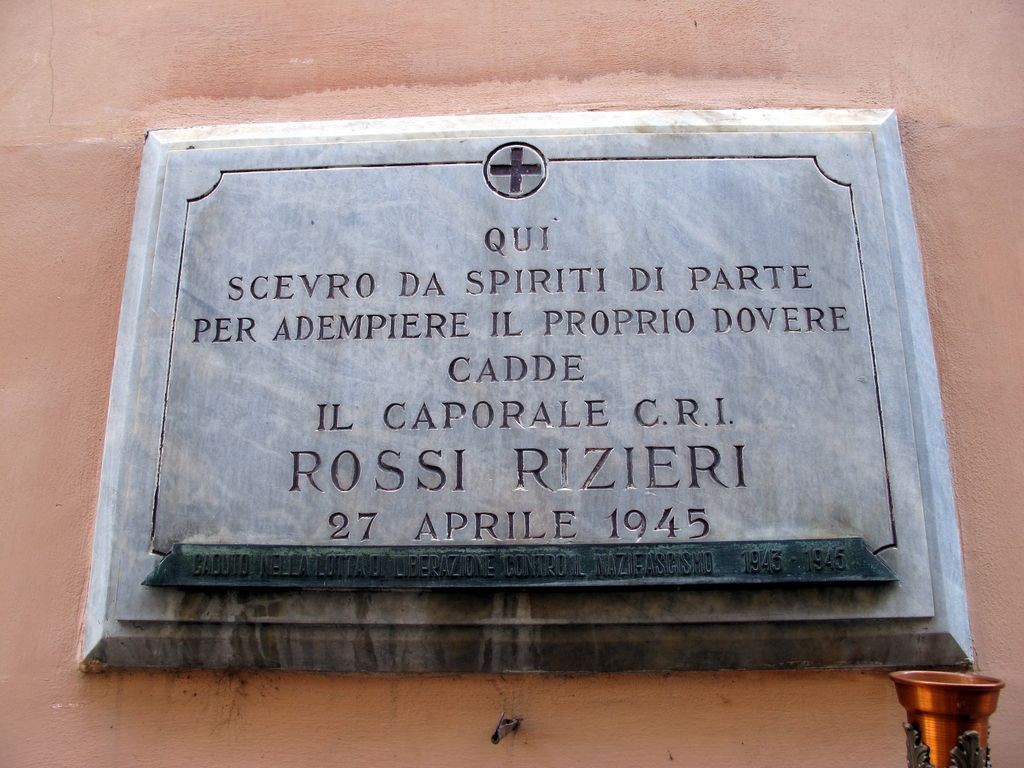 QUI
SCEVRO DA SPIRITI DI PARTE
PER ADEMPIERE IL PROPRIO DOVERE
CADDE
IL CAPORALE C.R.I.
ROSSI RIZIERI
27 APRILE 1945
CADUTO NELLA LOTTA DI LIBERAZIONE CONTRO IL NAZIFASCISMO 1943 - 1945